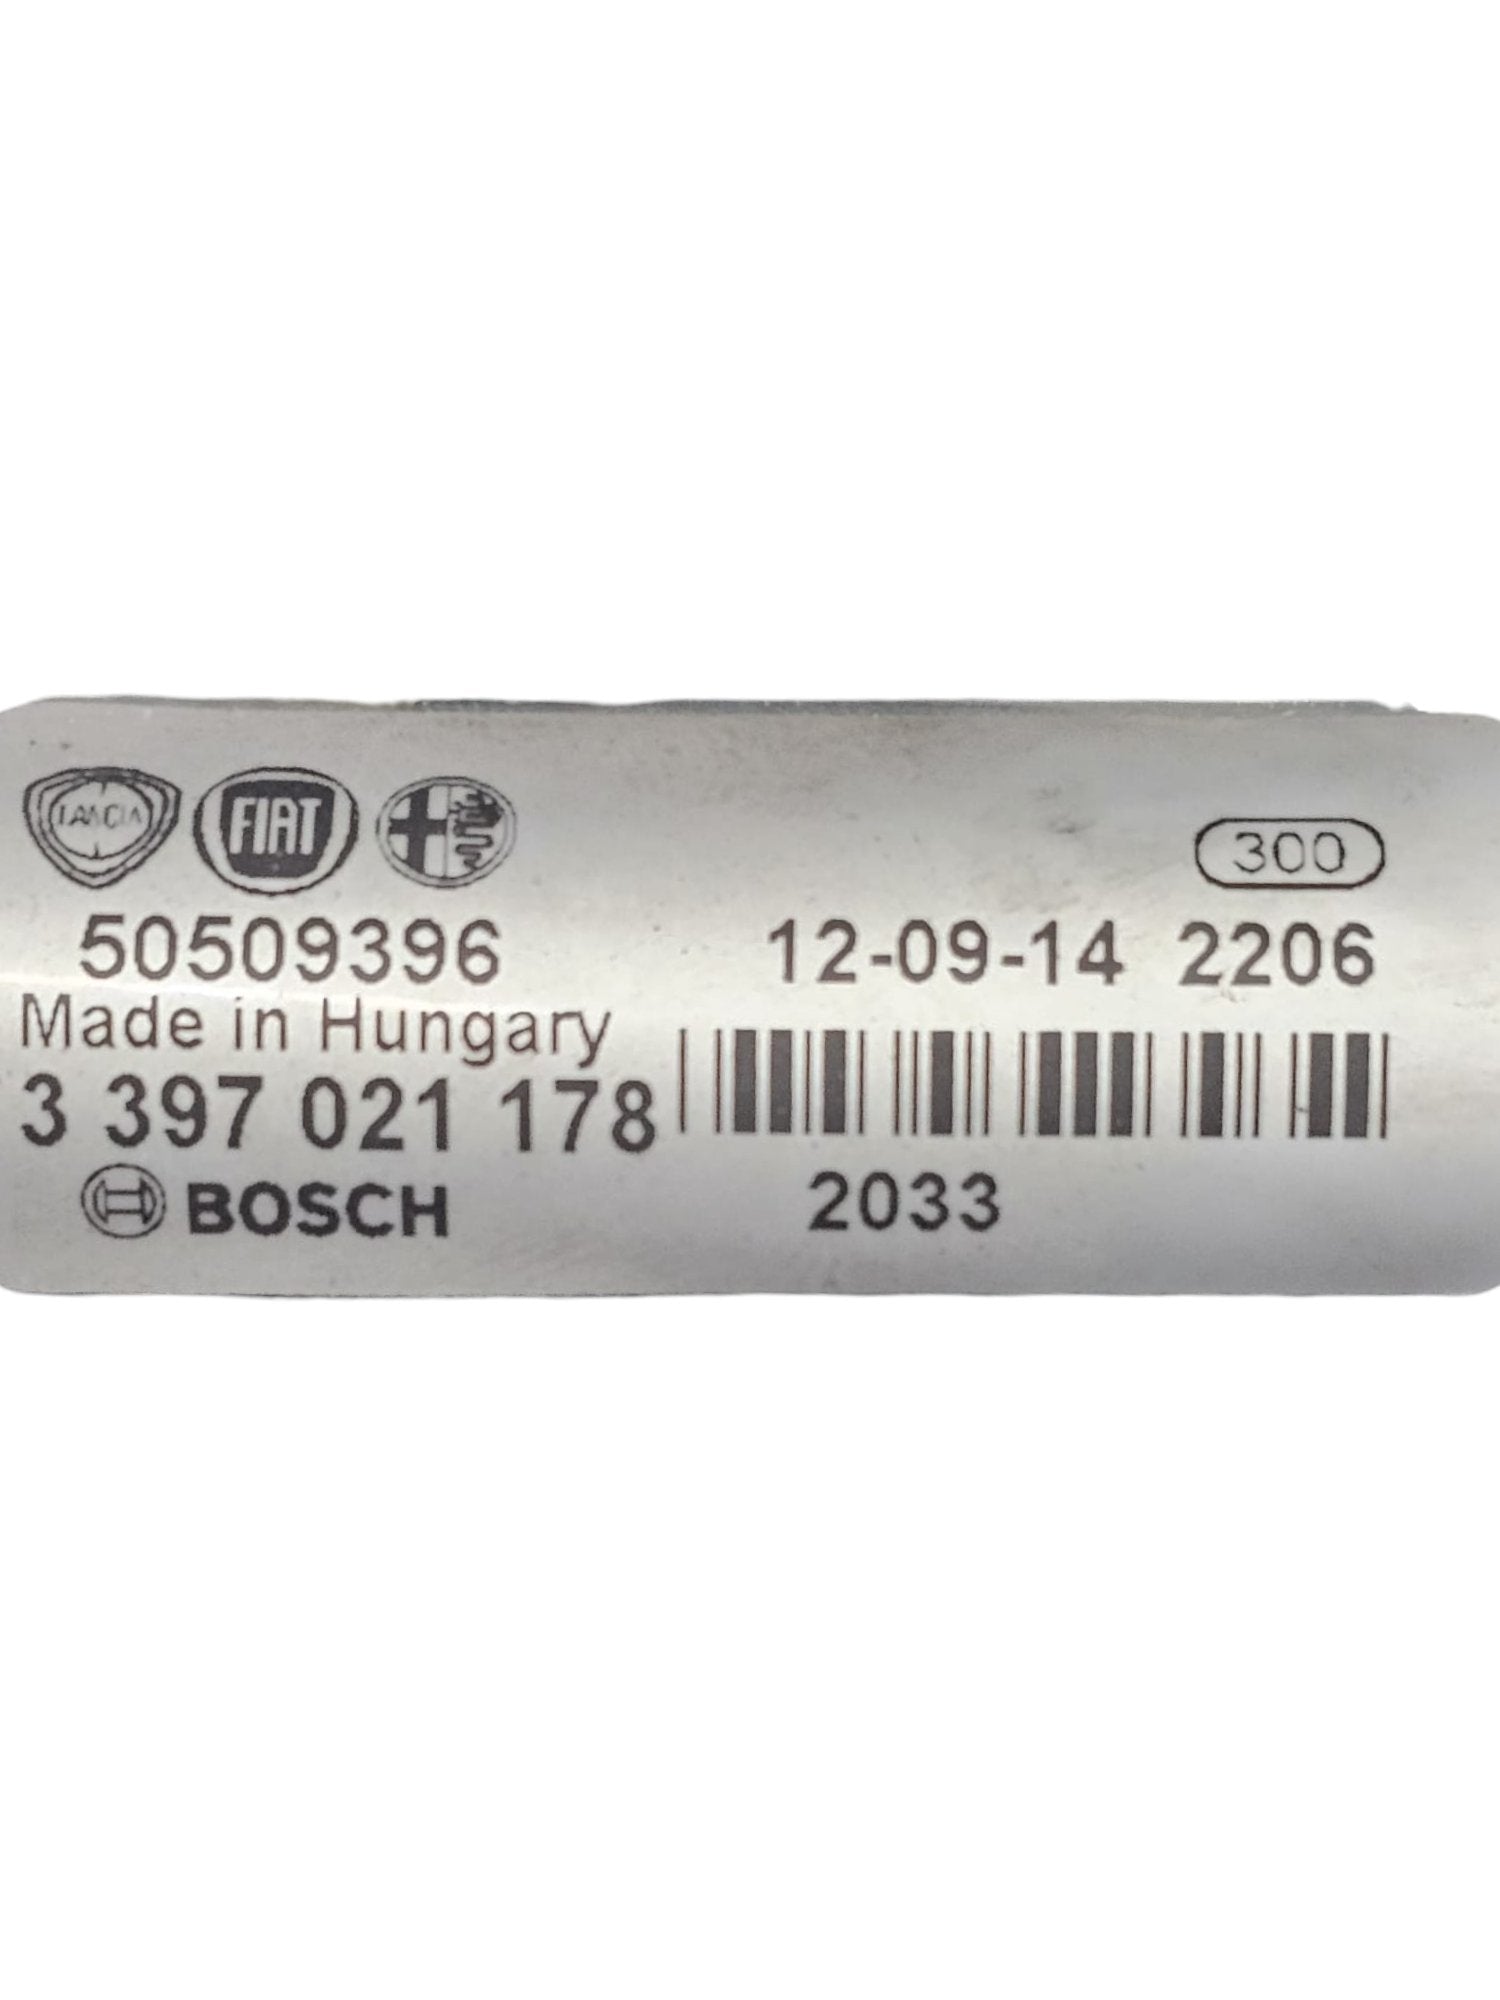 LANCIA FIAT
300
50509396 12-09-14 2206
Made in Hungary
3 397 021 178
BOSCH 2033